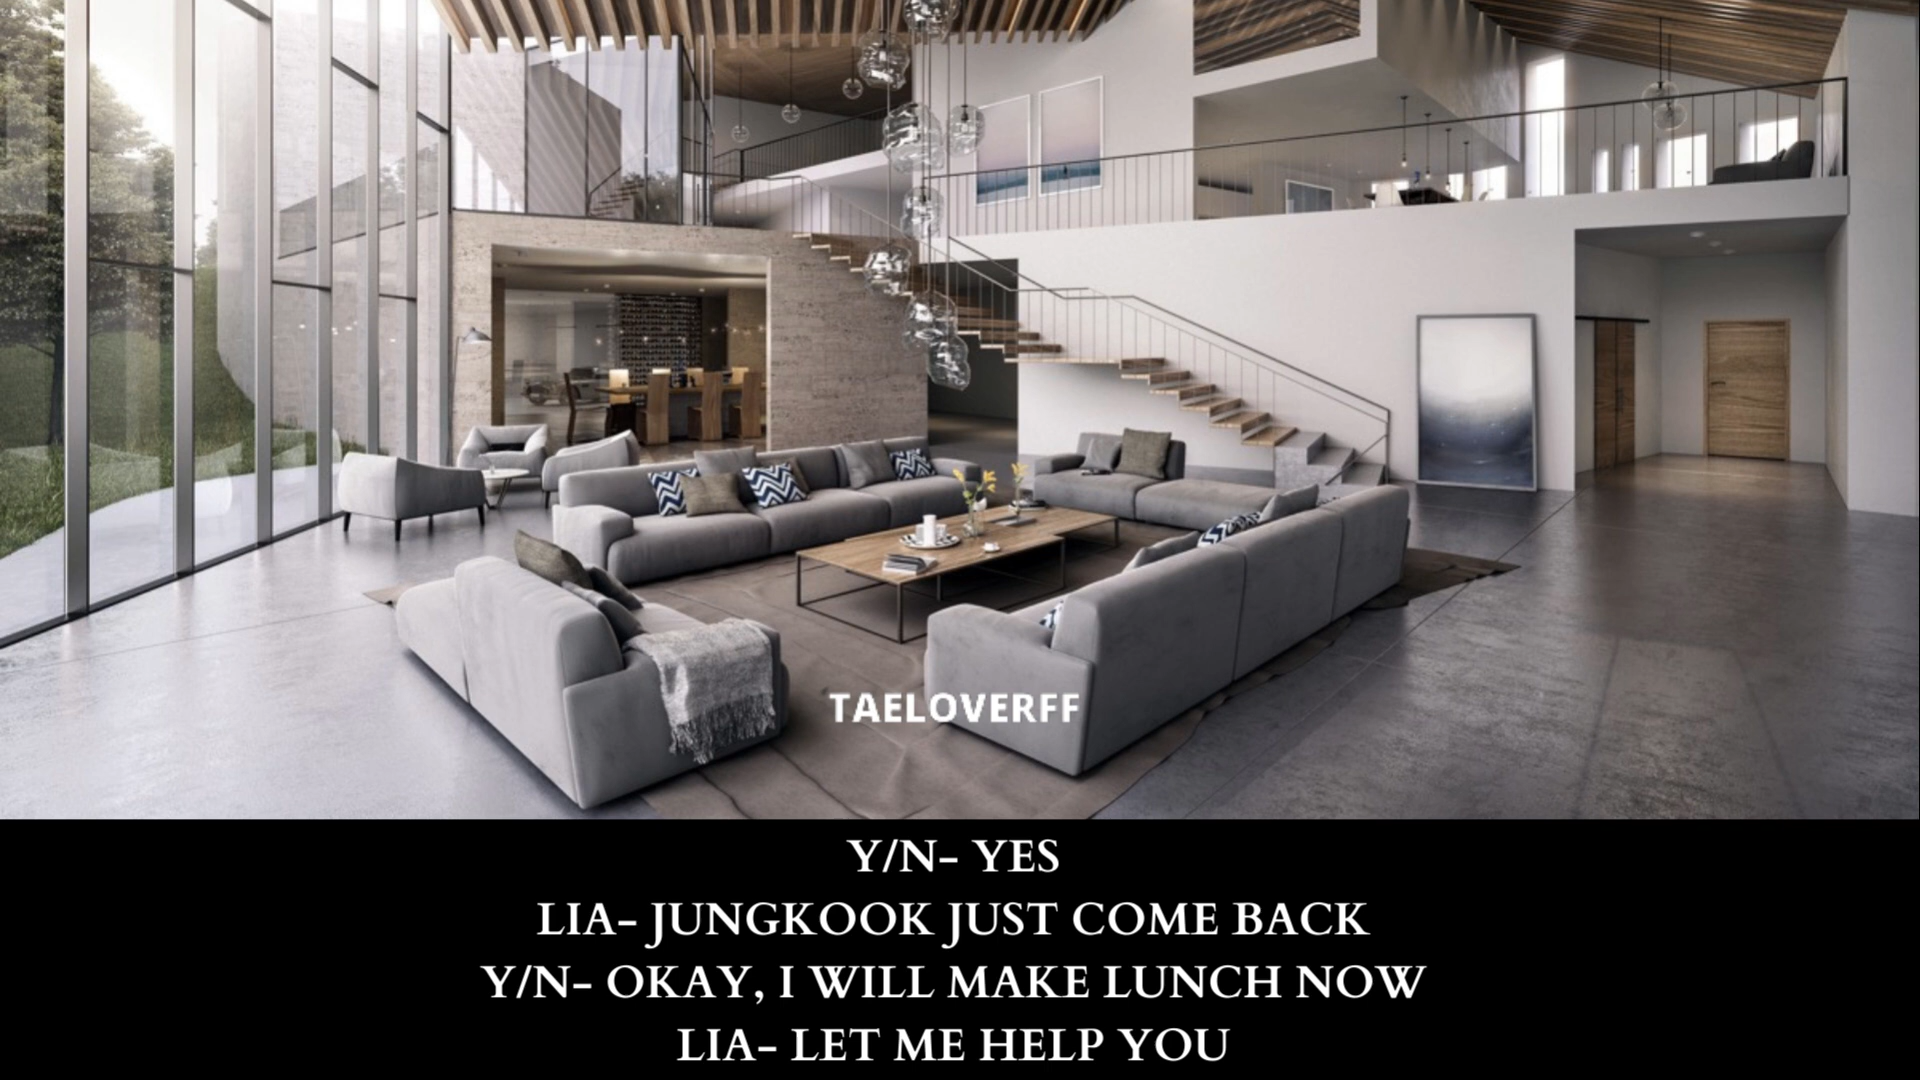 TAELOVERFF
Y/N- YES
LIA- JUNGKOOK JUST COME BACK
Y/N- OKAY, I WILL MAKE LUNCH NOW
LIA- LET ME HELP YOU